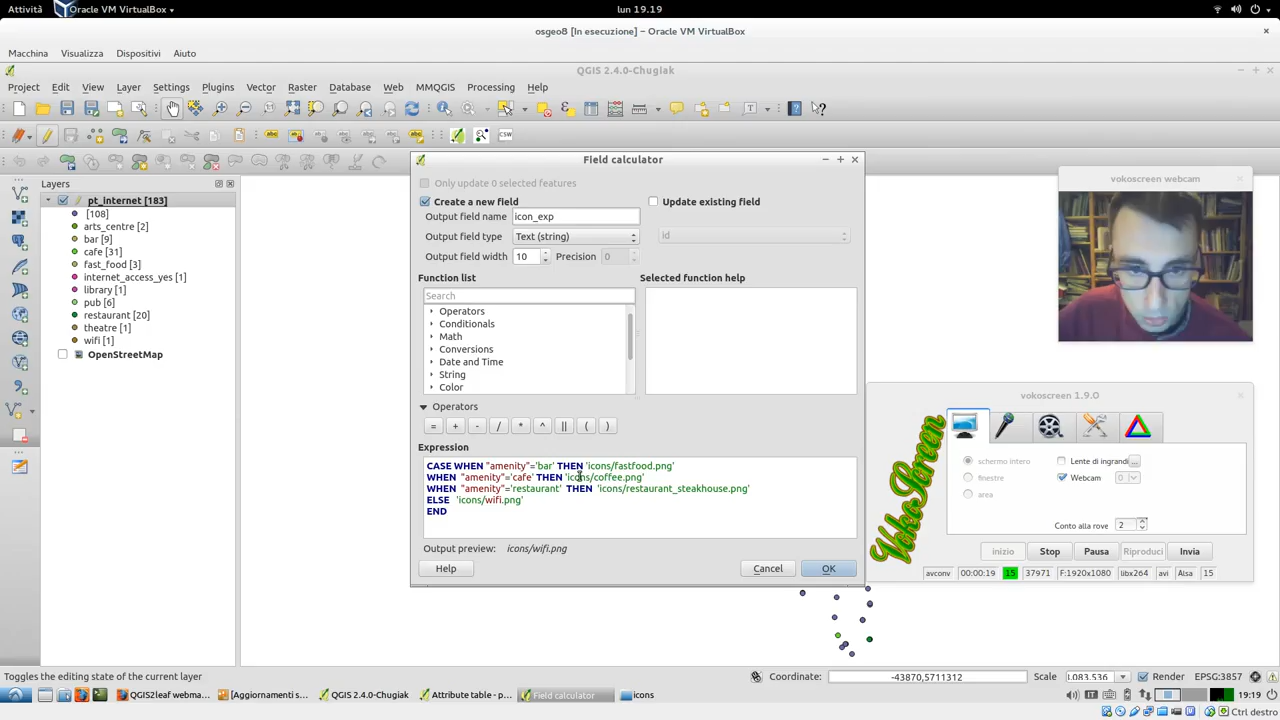 Attività
Oracle VM VirtualBox
lun 19.19
osgeo8 [In esecuzione] - Oracle VM VirtualBox
Macchina Visualizza Dispositivi Aiuto
QGIS 2.4.0-Chugiak
Project Edit View Layer Settings Plugins Vector Raster Database Web MMQGIS Processing Help
CSW
Layers
pt_internet [183]
[108]
arts_centre [2]
bar [9]
cafe [31]
fast_food [3]
internet_access_yes [1]
library [1]
pub [6]
restaurant [20]
theatre [1]
wifi [1]
OpenStreetMap
Field calculator
Only update 0 selected features
Create a new field
Update existing field
Output field name icon_exp
Output field type Text (string)
id
Output field width 10 Precision 0
Function list
Selected function help
Search
Operators
Conditionals
Math
Conversions
Date and Time
String
Color
Operators
= + - / * ^ || ( )
Expression
CASE WHEN "amenity"='bar' THEN 'icons/fastfood.png'
WHEN "amenity"='cafe' THEN 'icons/coffee.png'
WHEN "amenity"='restaurant' THEN 'icons/restaurant_steakhouse.png'
ELSE 'icons/wifi.png'
END
Output preview: icons/wifi.png
Help Cancel OK
vokoscreen webcam
vokoscreen 1.9.0
VokoScreen
schermo intero
finestre
area
Lente di ingrandi...
Webcam 0
Conto alla rove 2
inizio Stop Pausa Riproduci Invia
avconv 00:00:19 15 37971 F:1920x1080 libx264 avi Alsa 15
Toggles the editing state of the current layer
Coordinate: -43870,5711312 Scale 1.083.536 Render EPSG:3857
QGIS2leaf webma... [Aggiornamenti s... QGIS 2.4.0-Chugiak Attribute table - p... Field calculator icons
IT
19:19
Ctrl destro